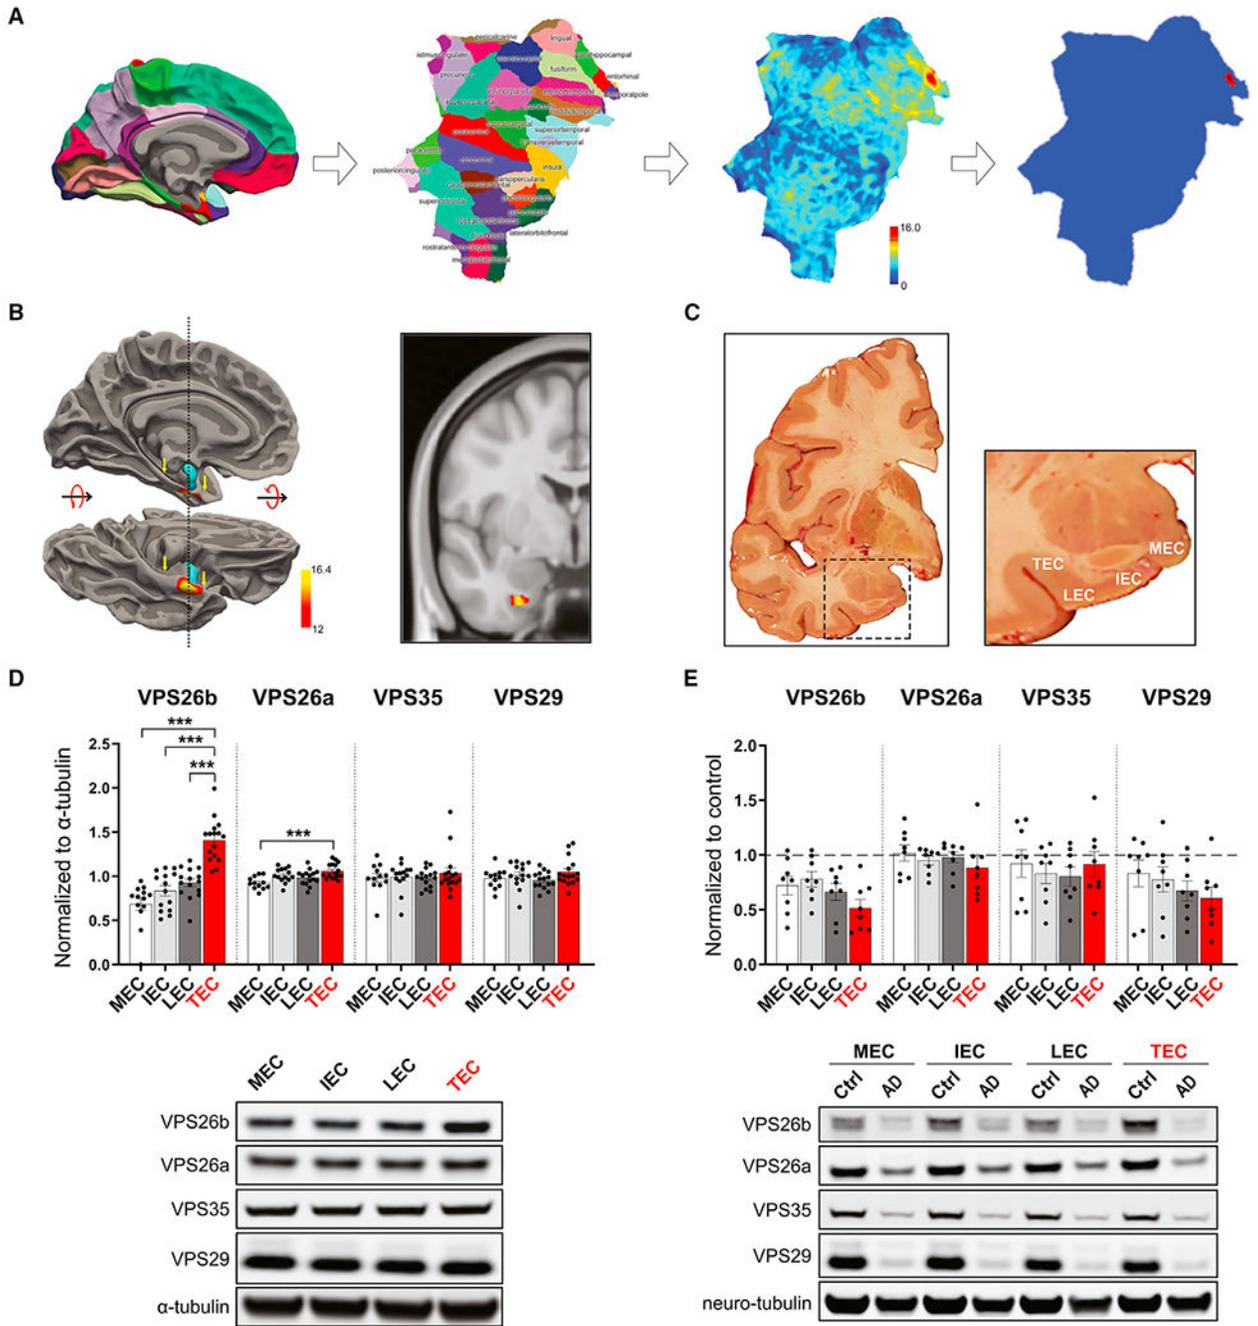 A
pericalcarine
lingual
parahippocampal
fusiform
entorhinal
superiortemporal
transversetemporal
insula
posteriorcingulate
superiorfrontal
lateralorbitofrontal
16.0
0
B
C
16.4
12
TEC
MEC
IEC
LEC
D
E
VPS26b VPS26a VPS35 VPS29
*** *** *** ***
Normalized to α-tubulin
2.5
2.0
1.5
1.0
0.5
0.0
MEC IEC LEC TEC MEC IEC LEC TEC MEC IEC LEC TEC MEC IEC LEC TEC
VPS26b VPS26a VPS35 VPS29
Normalized to control
2.0
1.5
1.0
0.5
0.0
MEC IEC LEC TEC MEC IEC LEC TEC MEC IEC LEC TEC MEC IEC LEC TEC
MEC IEC LEC TEC
VPS26b
VPS26a
VPS35
VPS29
α-tubulin
MEC IEC LEC TEC
Ctrl AD Ctrl AD Ctrl AD Ctrl AD
VPS26b
VPS26a
VPS35
VPS29
neuro-tubulin